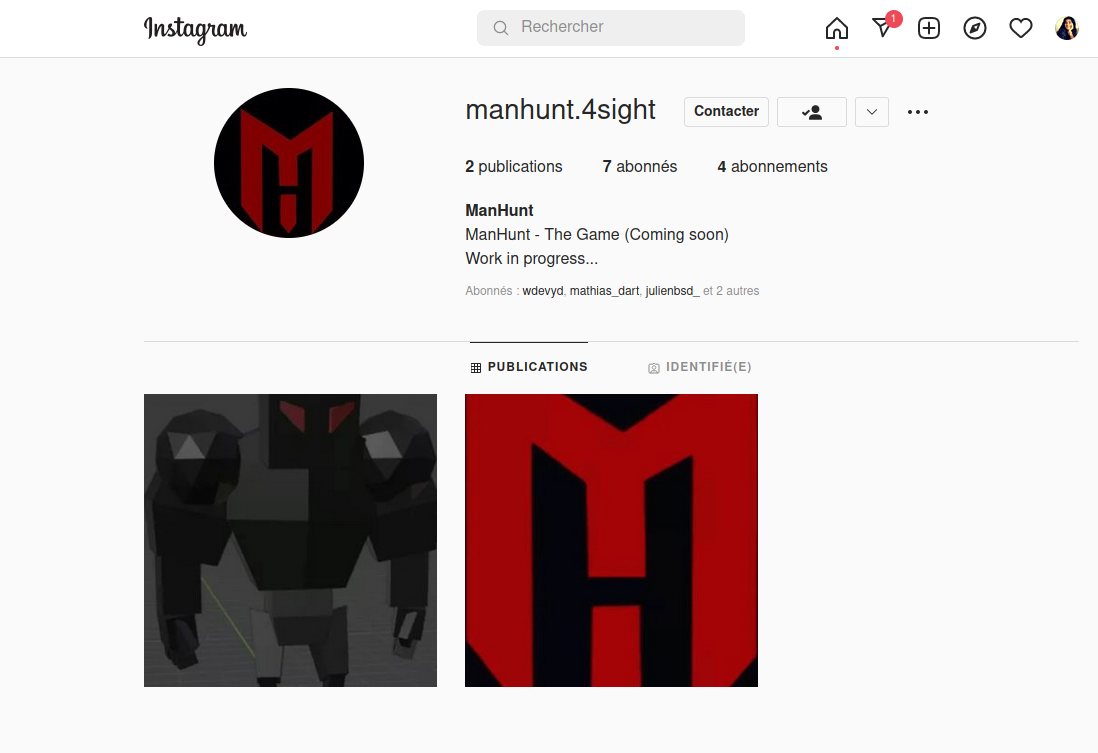 Instagram
Rechercher
1
manhunt.4sight
Contacter
2 publications 7 abonnés 4 abonnements
ManHunt
ManHunt - The Game (Coming soon)
Work in progress...
Abonnés : wdevyd, mathias_dart, julienbsd_ et 2 autres
PUBLICATIONS
IDENTIFIÉ(E)